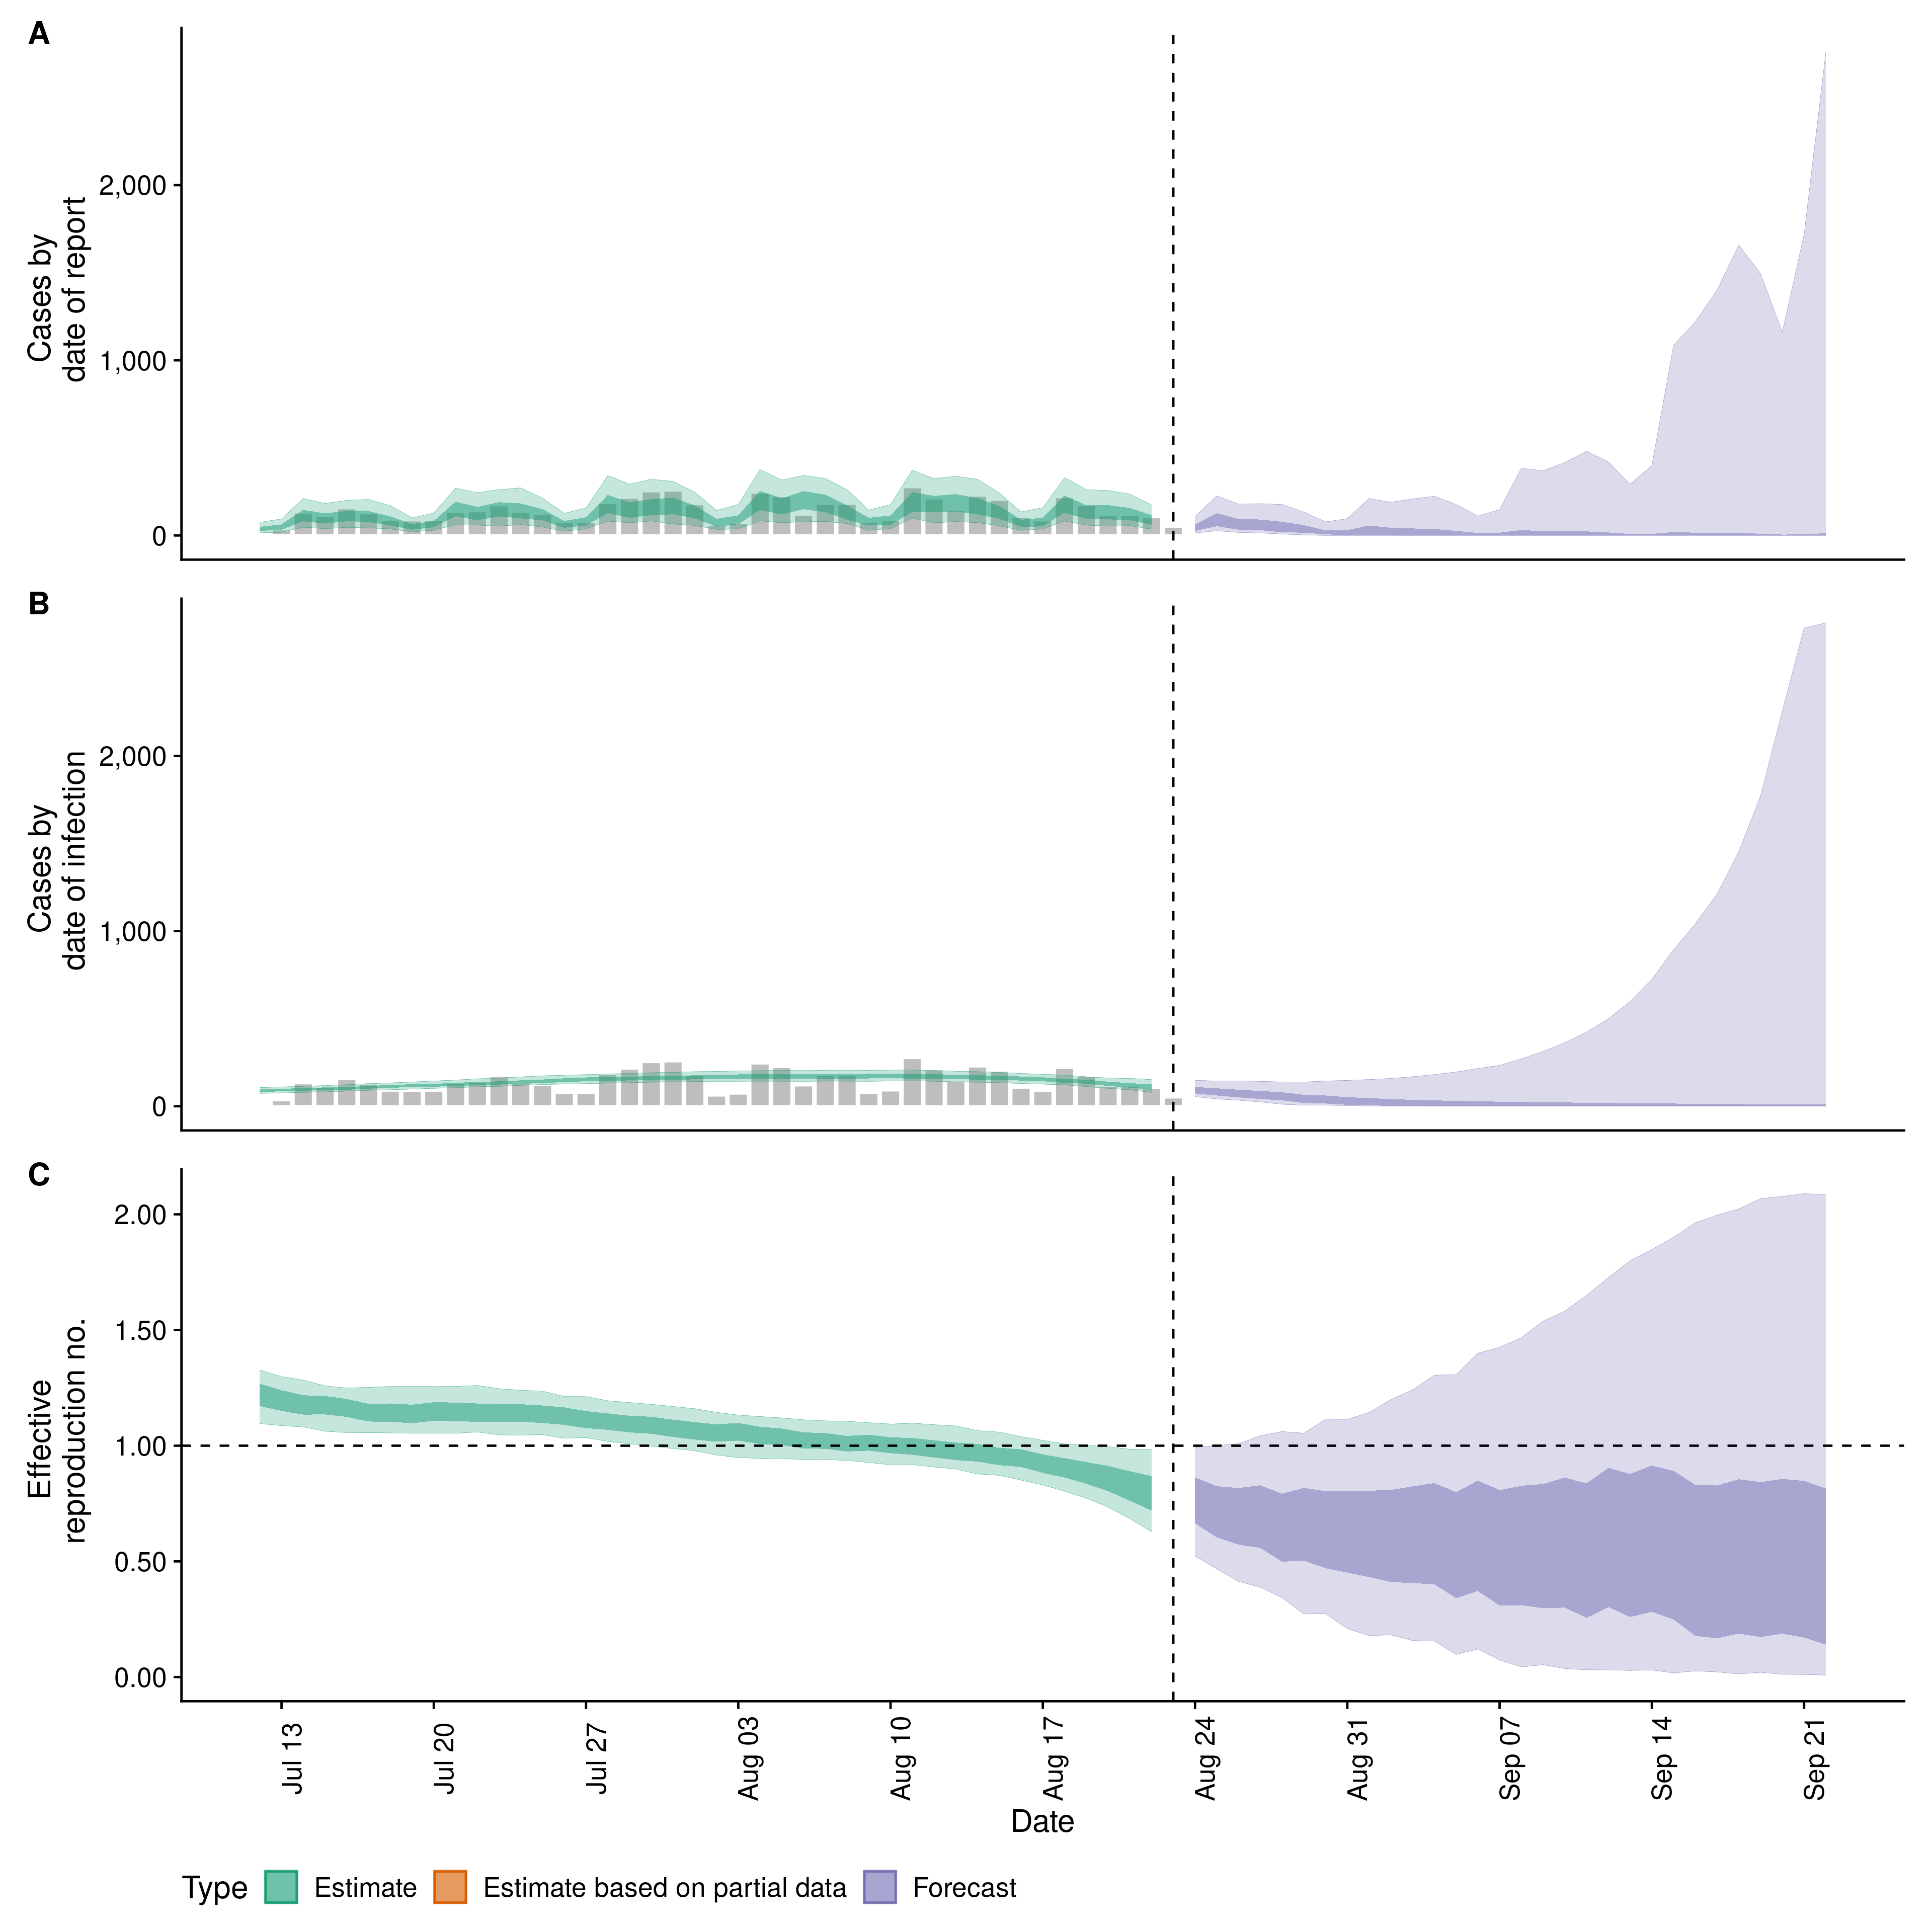 A
Cases by
date of report
2,000
1,000
0
B
Cases by
date of infection
2,000
1,000
0
C
Effective
reproduction no.
2.00
1.50
1.00
0.50
0.00
Jul 13
Jul 20
Jul 27
Aug 03
Aug 10
Aug 17
Aug 24
Aug 31
Sep 07
Sep 14
Sep 21
Date
Type Estimate Estimate based on partial data Forecast